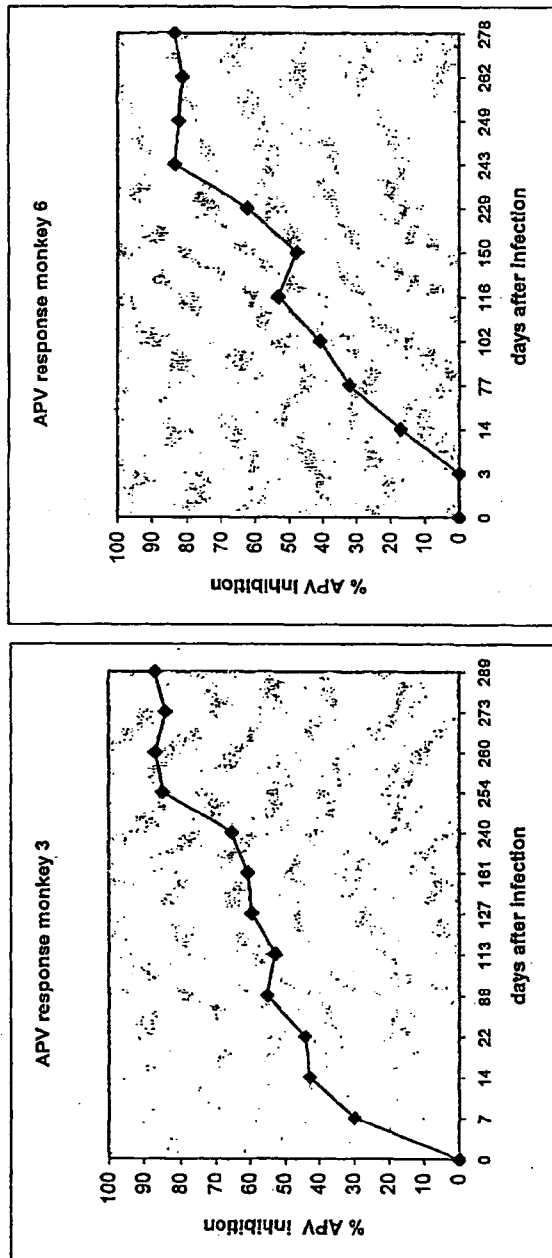 APV response monkey 3
% APV inhibition
100
90
80
70
60
50
40
30
20
10
0
0 7 14 22 88 113 127 161 240 254 260 273 289
days after infection
APV response monkey 6
% APV Inhibition
100
90
80
70
60
50
40
30
20
10
0
0 3 14 77 102 116 150 229 243 249 262 278
days after infection